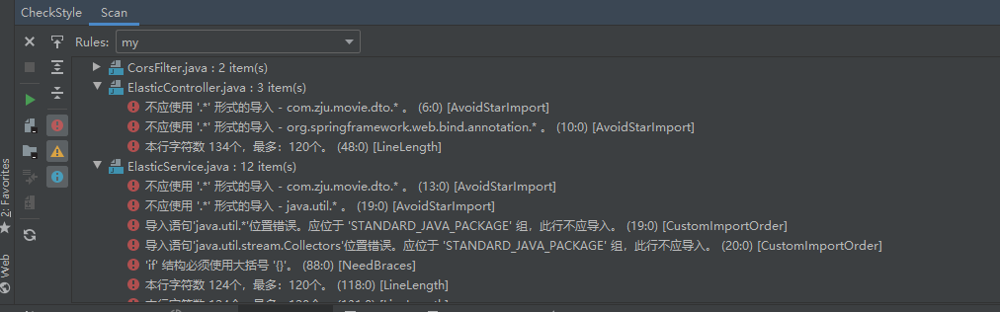 CheckStyle Scan
Rules: my
CorsFilter.java : 2 item(s)
ElasticController.java : 3 item(s)
不应使用 '.*' 形式的导入 - com.zju.movie.dto.* 。 (6:0) [AvoidStarImport]
不应使用 '.*' 形式的导入 - org.springframework.web.bind.annotation.* 。 (10:0) [AvoidStarImport]
本行字符数 134个，最多：120个。 (48:0) [LineLength]
ElasticService.java : 12 item(s)
不应使用 '.*' 形式的导入 - com.zju.movie.dto.* 。 (13:0) [AvoidStarImport]
不应使用 '.*' 形式的导入 - java.util.* 。 (19:0) [AvoidStarImport]
导入语句'java.util.*'位置错误。应位于 'STANDARD_JAVA_PACKAGE' 组，此行不应导入。 (19:0) [CustomImportOrder]
导入语句'java.util.stream.Collectors'位置错误。应位于 'STANDARD_JAVA_PACKAGE' 组，此行不应导入。 (20:0) [CustomImportOrder]
'if' 结构必须使用大括号 '{}'。 (88:0) [NeedBraces]
本行字符数 124个，最多：120个。 (118:0) [LineLength]
2: Favorites
Web